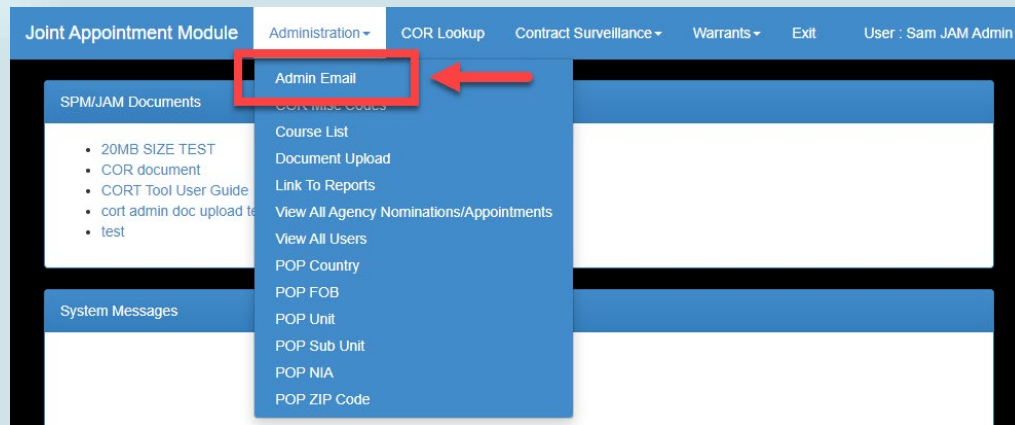 Joint Appointment Module Administration COR Lookup Contract Surveillance Warrants Exit User : Sam JAM Admin
Admin Email
COR Misc Codes
Course List
Document Upload
Link To Reports
View All Agency Nominations/Appointments
View All Users
POP Country
POP FOB
POP Unit
POP Sub Unit
POP NIA
POP ZIP Code
SPM/JAM Documents
20MB SIZE TEST
COR document
CORT Tool User Guide
cort admin doc upload
test
System Messages